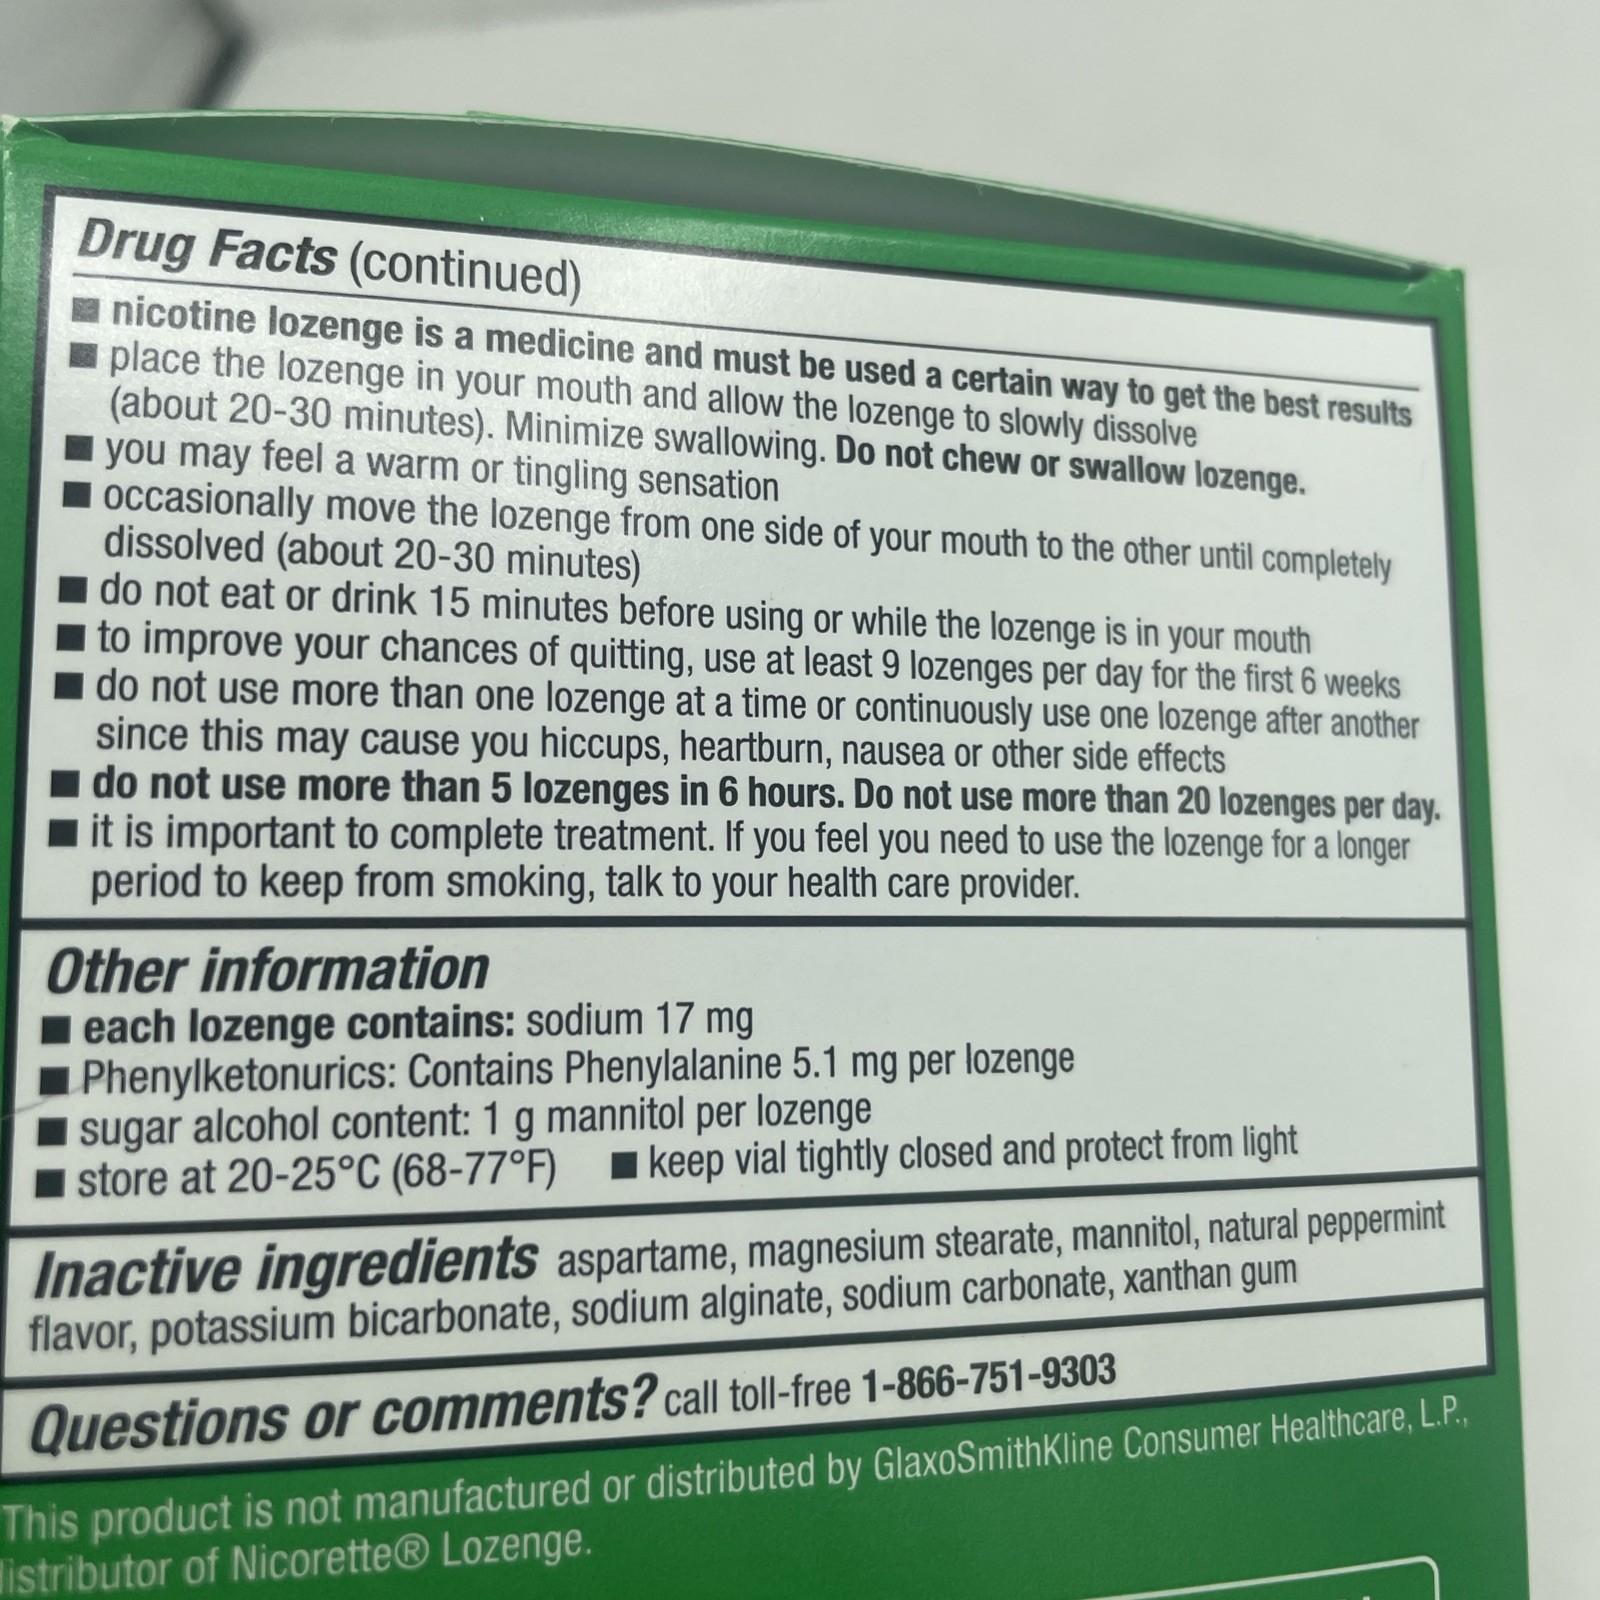 Drug Facts (continued)
■ nicotine lozenge is a medicine and must be used a certain way to get the best results
■ place the lozenge in your mouth and allow the lozenge to slowly dissolve
(about 20-30 minutes). Minimize swallowing. Do not chew or swallow lozenge.
■ you may feel a warm or tingling sensation
■ occasionally move the lozenge from one side of your mouth to the other until completely
dissolved (about 20-30 minutes)
■ do not eat or drink 15 minutes before using or while the lozenge is in your mouth
■ to improve your chances of quitting, use at least 9 lozenges per day for the first 6 weeks
■ do not use more than one lozenge at a time or continuously use one lozenge after another
since this may cause you hiccups, heartburn, nausea or other side effects
■ do not use more than 5 lozenges in 6 hours. Do not use more than 20 lozenges per day.
■ it is important to complete treatment. If you feel you need to use the lozenge for a longer
period to keep from smoking, talk to your health care provider.
Other information
■ each lozenge contains: sodium 17 mg
■ Phenylketonurics: Contains Phenylalanine 5.1 mg per lozenge
■ sugar alcohol content: 1 g mannitol per lozenge
■ store at 20-25°C (68-77°F) ■ keep vial tightly closed and protect from light
Inactive ingredients aspartame, magnesium stearate, mannitol, natural peppermint
flavor, potassium bicarbonate, sodium alginate, sodium carbonate, xanthan gum
Questions or comments? call toll-free 1-866-751-9303
This product is not manufactured or distributed by GlaxoSmithKline Consumer Healthcare, L.P.,
istributor of Nicorette® Lozenge.